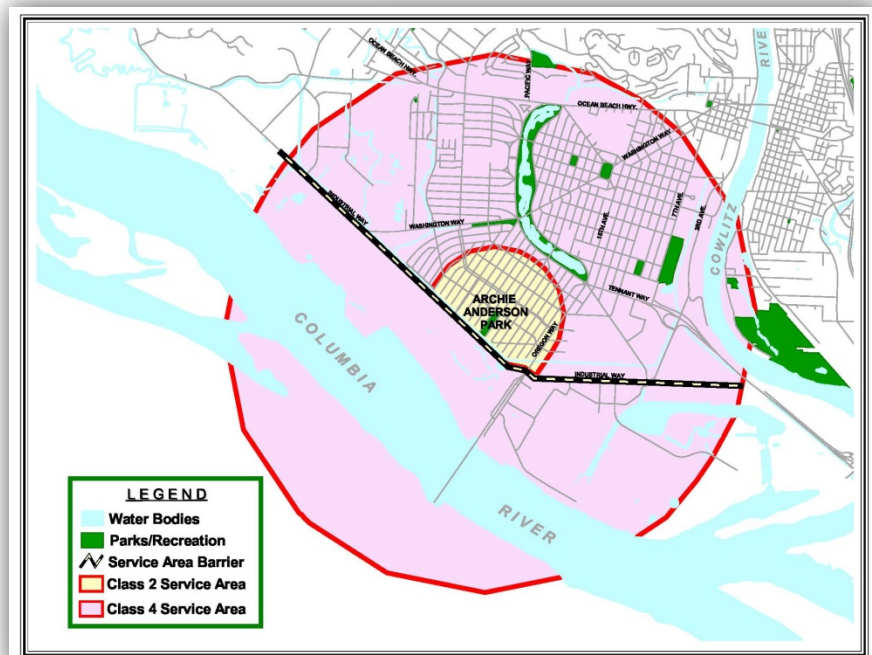 OCEAN BEACH HWY.
PACIFIC WAY
RIVE
OCEAN BEACH HWY.
WASHINGTON WAY
INDUSTRIAL WAY
WASHINGTON WAY
15TH AVE.
7TH AVE.
3RD AVE.
COWLITZ
TENNANT WAY
ARCHIE
ANDERSON
PARK
OREGON WAY
COLUMBIA
INDUSTRIAL WAY
RIVER
LEGEND
Water Bodies
Parks/Recreation
Service Area Barrier
Class 2 Service Area
Class 4 Service Area